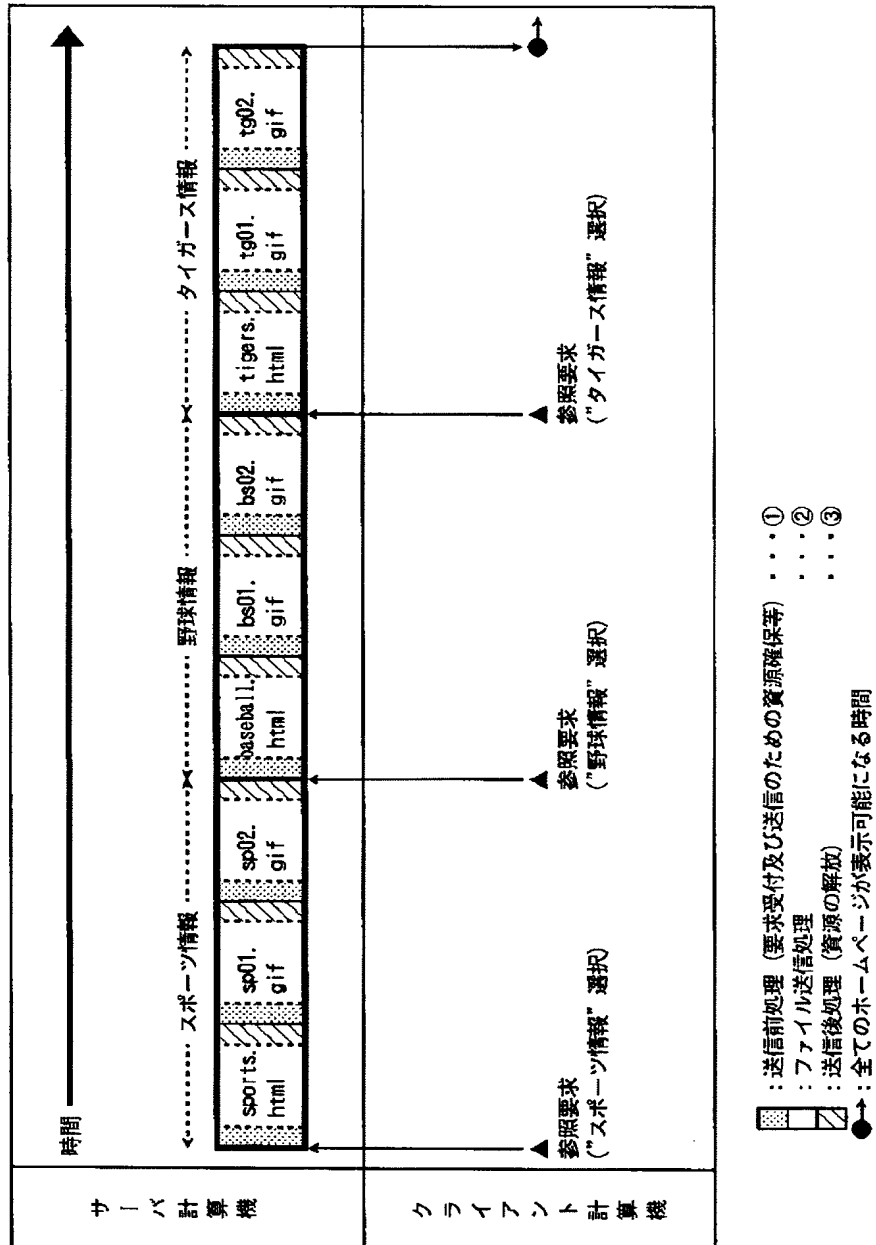 時間
サーバ計算機
スポーツ情報
野球情報
タイガース情報
sports.
html
sp01.
gif
sp02.
gif
baseball.
html
bs01.
gif
bs02.
gif
tigers.
html
tg01.
gif
tg02.
gif
クライアント計算機
参照要求
("スポーツ情報" 選択)
参照要求
("野球情報" 選択)
参照要求
("タイガース情報" 選択)
:送信前処理 (要求受付及び送信のための資源確保等) ・・・①
:ファイル送信処理 ・・・②
:送信後処理 (資源の解放) ・・・③
:全てのホームページが表示可能になる時間